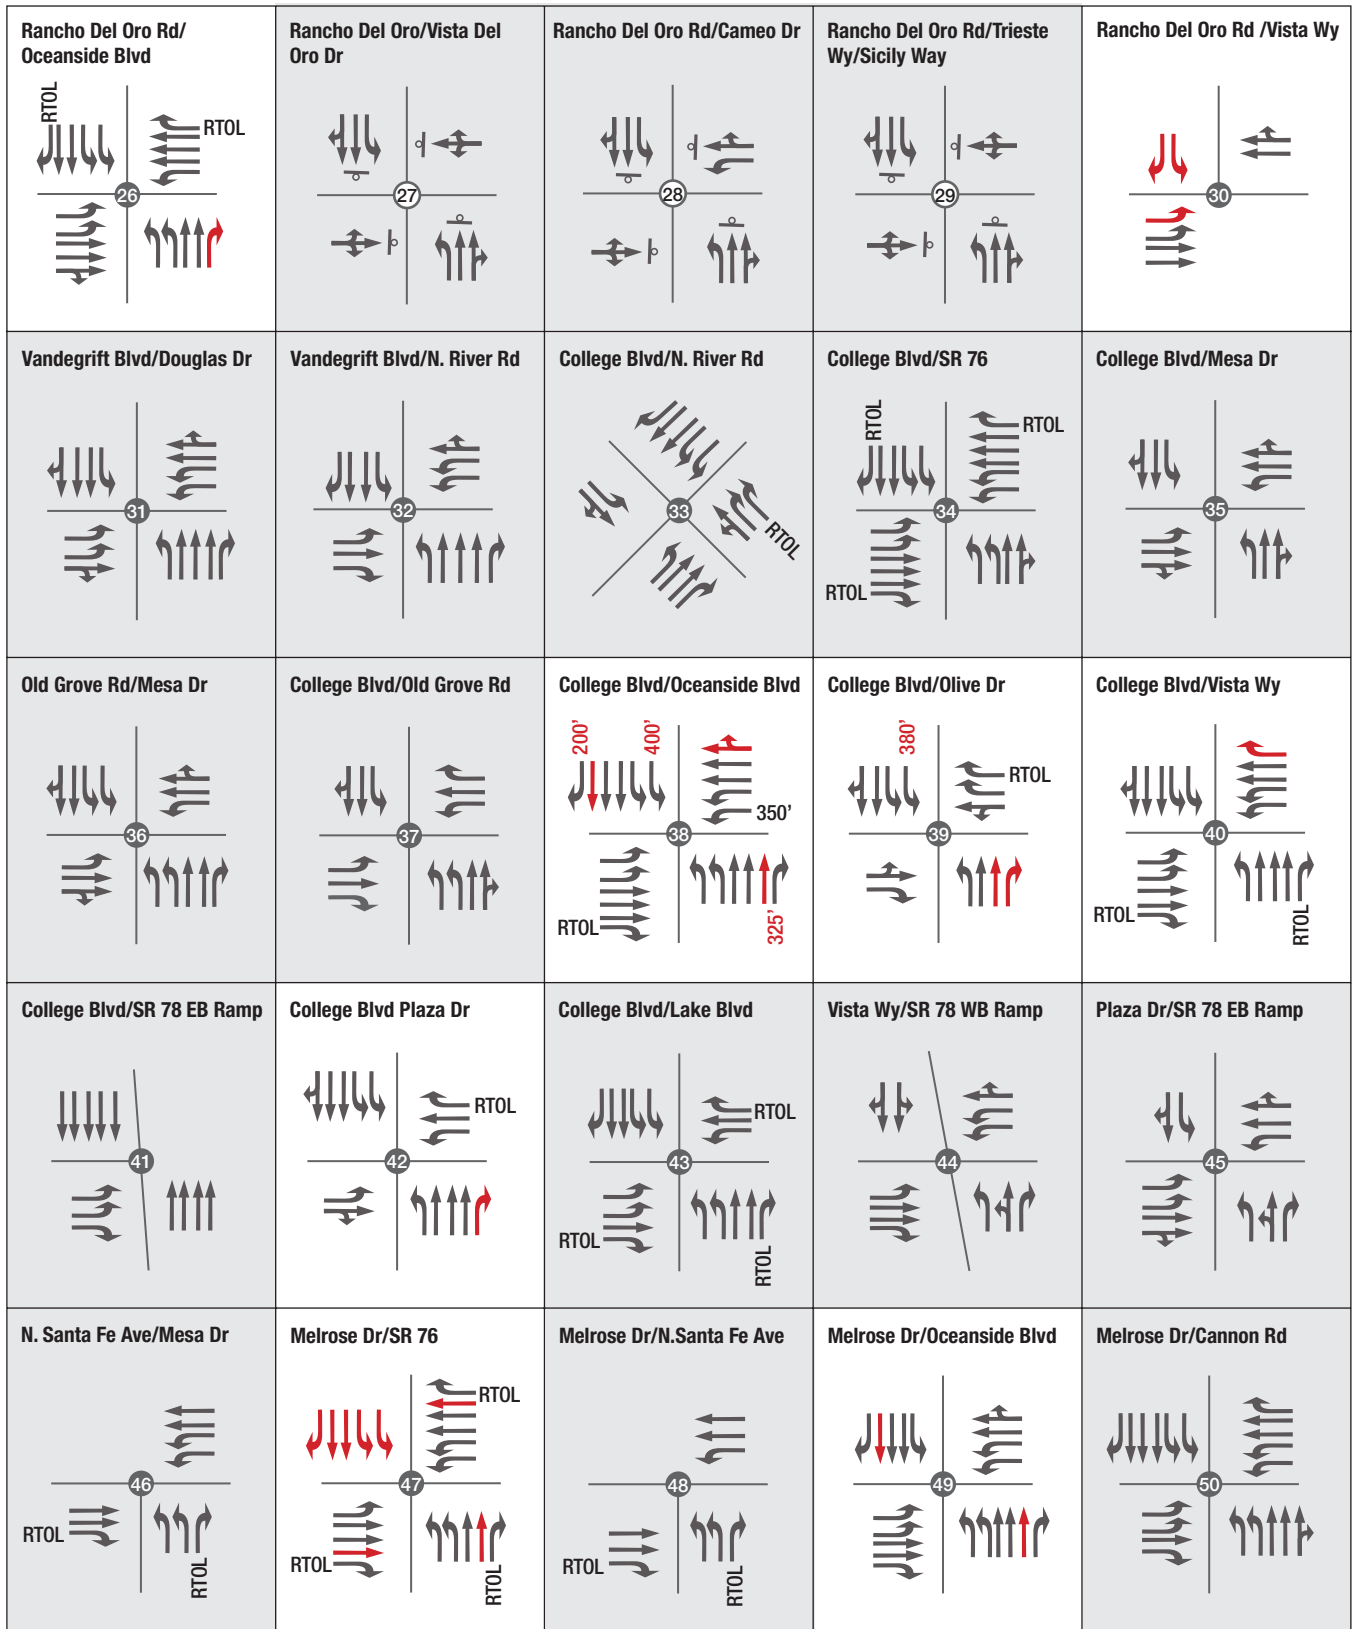 Rancho Del Oro Rd/
Oceanside Blvd
RTOL
RTOL
26
Rancho Del Oro/Vista Del
Oro Dr
27
Rancho Del Oro Rd/Cameo Dr
28
Rancho Del Oro Rd/Trieste
Wy/Sicily Way
29
Rancho Del Oro Rd /Vista Wy
30
Vandegrift Blvd/Douglas Dr
31
Vandegrift Blvd/N. River Rd
32
College Blvd/N. River Rd
33
RTOL
College Blvd/SR 76
RTOL
RTOL
34
RTOL
College Blvd/Mesa Dr
35
Old Grove Rd/Mesa Dr
36
College Blvd/Old Grove Rd
37
College Blvd/Oceanside Blvd
200'
400'
350'
38
RTOL
325'
College Blvd/Olive Dr
380'
RTOL
39
College Blvd/Vista Wy
40
RTOL
RTOL
College Blvd/SR 78 EB Ramp
41
College Blvd Plaza Dr
RTOL
42
College Blvd/Lake Blvd
RTOL
43
RTOL
RTOL
Vista Wy/SR 78 WB Ramp
44
Plaza Dr/SR 78 EB Ramp
45
N. Santa Fe Ave/Mesa Dr
46
RTOL
RTOL
Melrose Dr/SR 76
RTOL
47
RTOL
RTOL
Melrose Dr/N.Santa Fe Ave
48
RTOL
RTOL
Melrose Dr/Oceanside Blvd
49
Melrose Dr/Cannon Rd
50